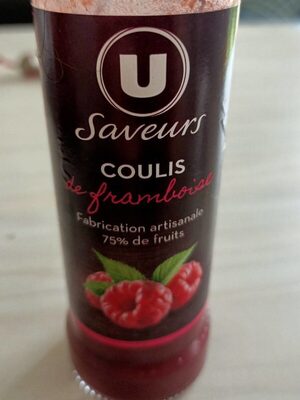 U
Saveurs
COULIS
de framboise
Fabrication artisanale
75% de fruits